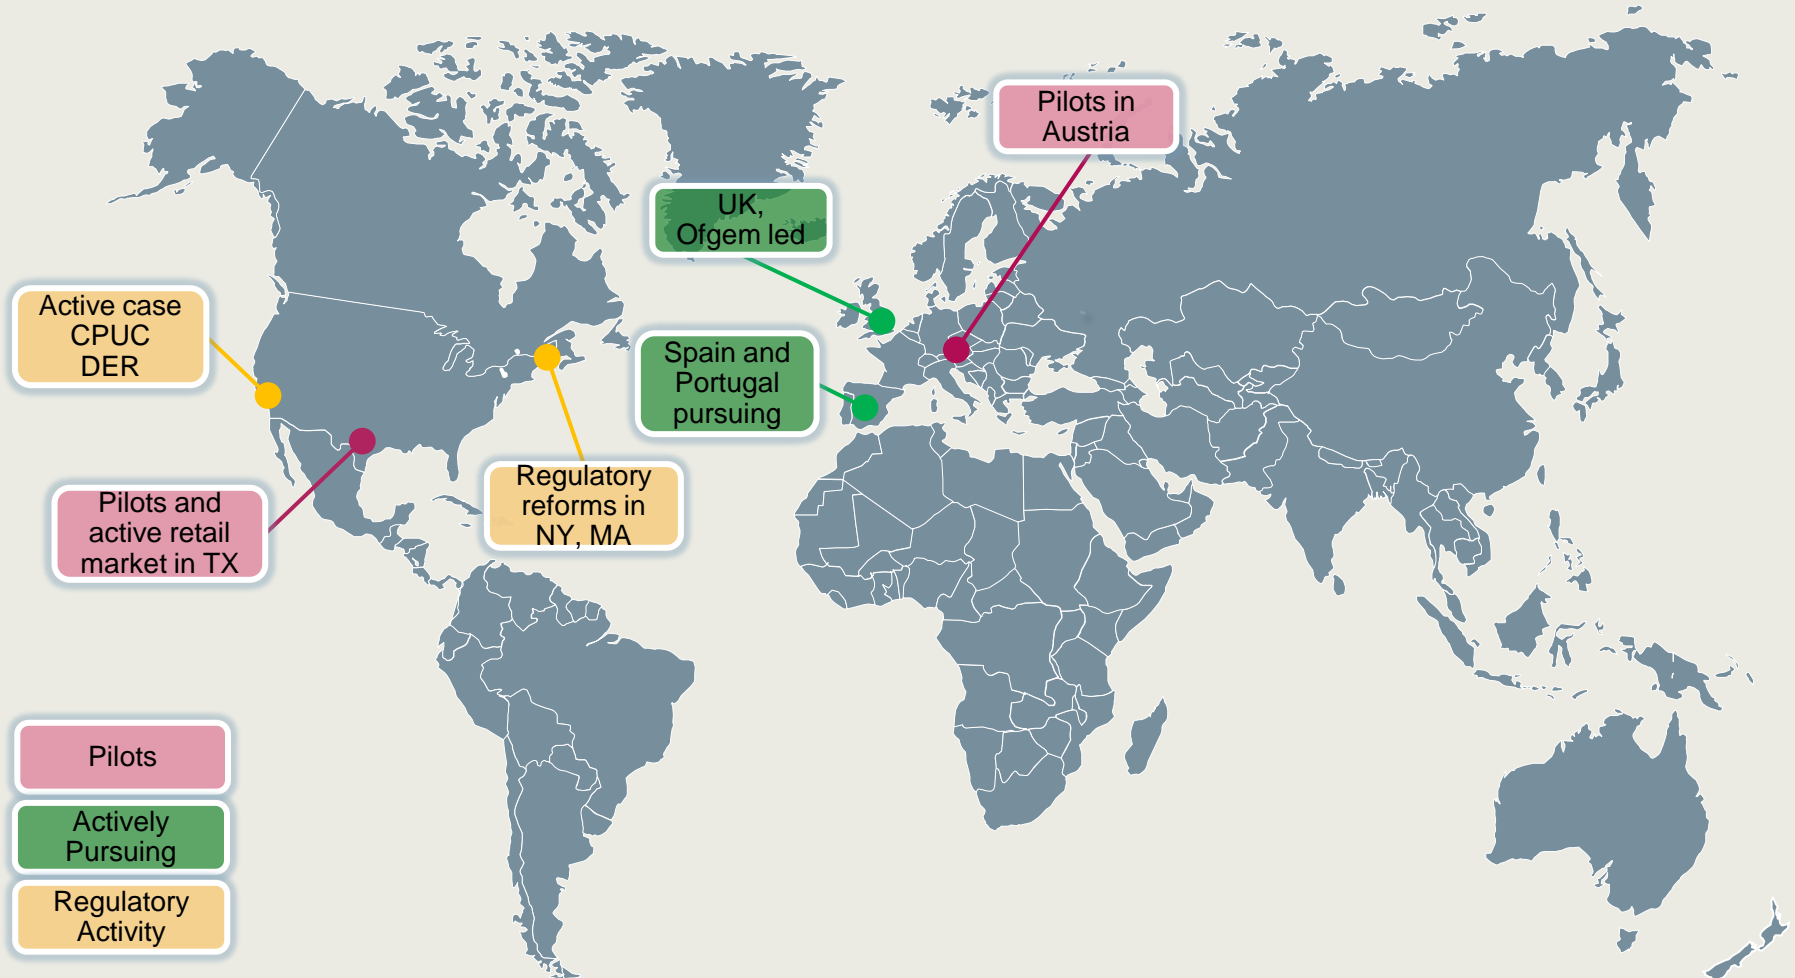 Pilots in
Austria
UK,
Ofgem led
Active case
CPUC
DER
Spain and
Portugal
pursuing
Regulatory
reforms in
NY, MA
Pilots and
active retail
market in TX
Pilots
Actively
Pursuing
Regulatory
Activity